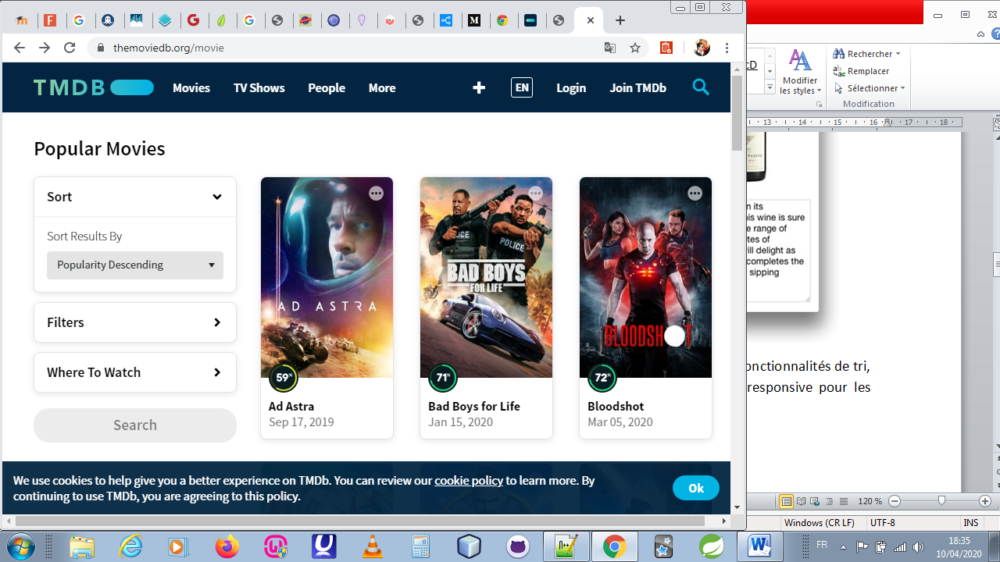 themoviedb.org/movie
TMDB
Movies
TV Shows
People
More
EN
Login
Join TMDb
Popular Movies
Sort
Sort Results By
Popularity Descending
Filters
Where To Watch
Search
AD ASTRA
59%
Ad Astra
Sep 17, 2019
POLICE
POLICE
BAD BOYS
FOR LIFE
71%
Bad Boys for Life
Jan 15, 2020
BLOODSHOT
72%
Bloodshot
Mar 05, 2020
We use cookies to help give you a better experience on TMDb. You can review our cookie policy to learn more. By
continuing to use TMDb, you are agreeing to this policy.
Ok
Modifier
les styles
Rechercher
Remplacer
Sélectionner
Modification
13 14 15 16 17 18
n its
his wine is sure
e range of
tes of
ill delight as
completes the
sipping
onctionnalités de tri,
responsive pour les
120 %
Windows (CR LF)
UTF-8
INS
FR
18:35
10/04/2020